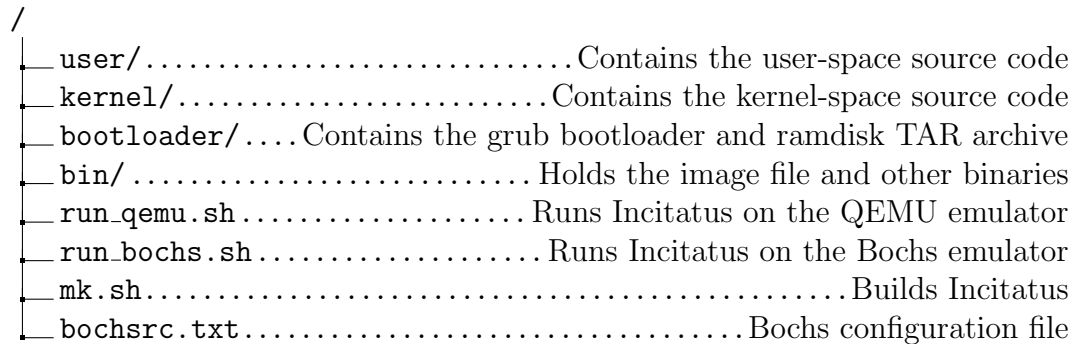 /
user/..............................Contains the user-space source code
kernel/..........................Contains the kernel-space source code
bootloader/....Contains the grub bootloader and ramdisk TAR archive
bin/............................Holds the image file and other binaries
run_qemu.sh....................Runs Incitatus on the QEMU emulator
run_bochs.sh....................Runs Incitatus on the Bochs emulator
mk.sh.................................................Builds Incitatus
bochsrc.txt...................................Bochs configuration file